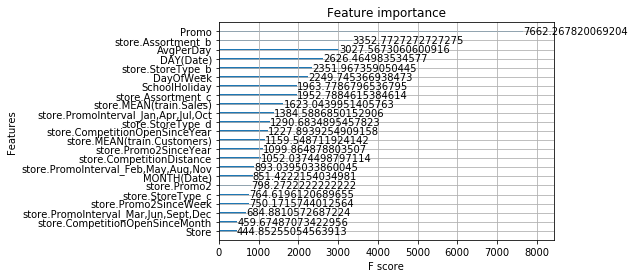 Feature importance
Promo 7662.267820069204
store.Assortment_b 3352.7727272727275
AvgPerDay 3027.5673060600916
DAY(Date) 2626.464983534577
store.StoreType_b 2351.967359050445
DayOfWeek 2249.745366938473
SchoolHoliday 1963.7786796536795
store.Assortment_c 1952.7884615384614
store.MEAN(train.Sales) 1623.0439951405763
store.PromoInterval_Jan,Apr,Jul,Oct 1384.5886850152906
store.StoreType_d 1290.6834895457823
store.CompetitionOpenSinceYear 1227.8939254909158
store.MEAN(train.Customers) 1159.548711924142
store.Promo2SinceYear 1099.864878803507
store.CompetitionDistance 1052.0374498797114
store.PromoInterval_Feb,May,Aug,Nov 893.0395033860045
MONTH(Date) 851.4222154034981
store.Promo2 798.2722222222222
store.StoreType_c 764.6196120689655
store.Promo2SinceWeek 750.1715744012564
store.PromoInterval_Mar,Jun,Sept,Dec 684.8810572687224
store.CompetitionOpenSinceMonth 459.67487073422956
Store 444.85255054563913
Features
0 1000 2000 3000 4000 5000 6000 7000 8000
F score